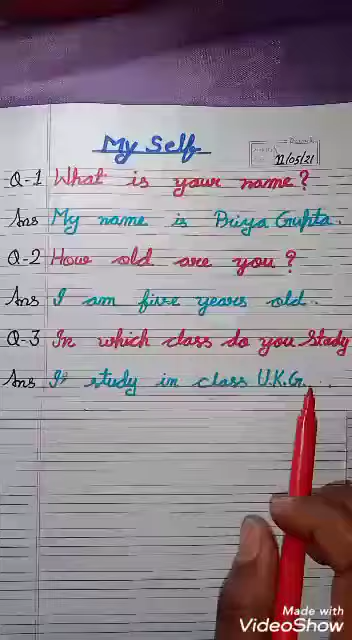 My Self
11/05/21
Q-1 What is your name?
Ans My name is Priya Gupta.
Q-2 How old are you?
Ans I am five years old.
Q-3 In which class do you Study
Ans I study in class U.K.G...
Made with
VideoShow